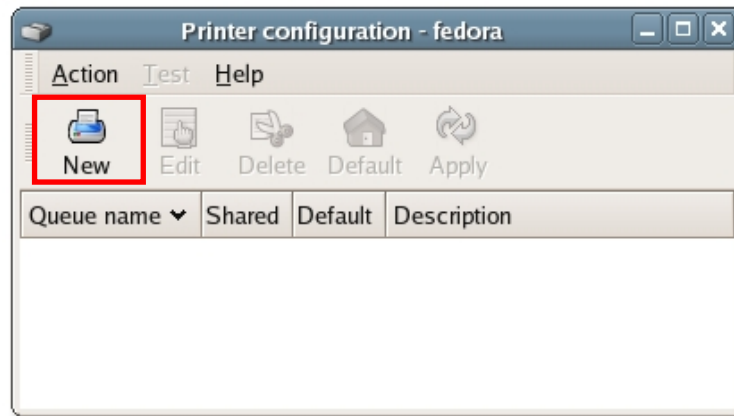 Printer configuration - fedora
Action Test Help
New Edit Delete Default Apply
Queue name Shared Default Description